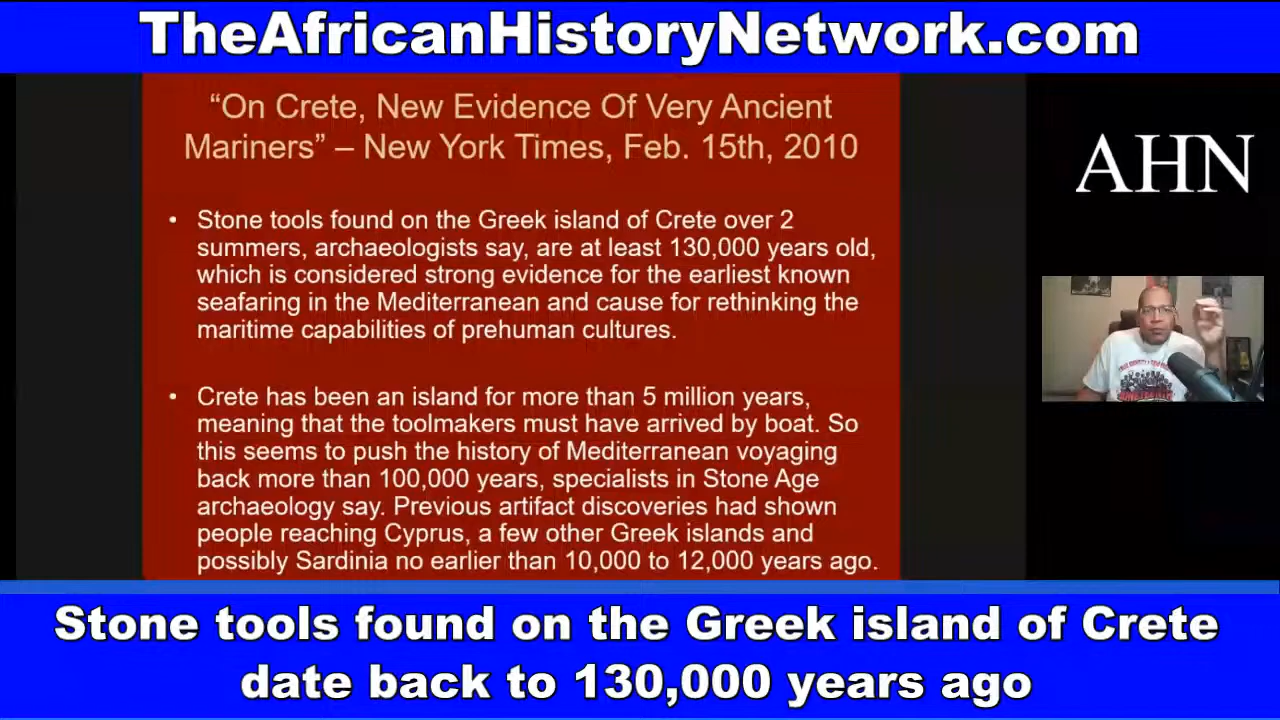 TheAfricanHistoryNetwork.com
“On Crete, New Evidence Of Very Ancient
Mariners” – New York Times, Feb. 15th, 2010
AHN
• Stone tools found on the Greek island of Crete over 2
summers, archaeologists say, are at least 130,000 years old,
which is considered strong evidence for the earliest known
seafaring in the Mediterranean and cause for rethinking the
maritime capabilities of prehuman cultures.
• Crete has been an island for more than 5 million years,
meaning that the toolmakers must have arrived by boat. So
this seems to push the history of Mediterranean voyaging
back more than 100,000 years, specialists in Stone Age
archaeology say. Previous artifact discoveries had shown
people reaching Cyprus, a few other Greek islands and
possibly Sardinia no earlier than 10,000 to 12,000 years ago.
Stone tools found on the Greek island of Crete
date back to 130,000 years ago